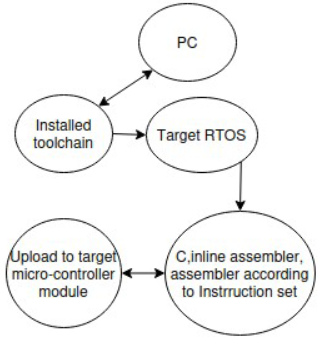 PC
Installed
toolchain
Target RTOS
Upload to target
micro-controller
module
C,inline assembler,
assembler according
to Instrruction set